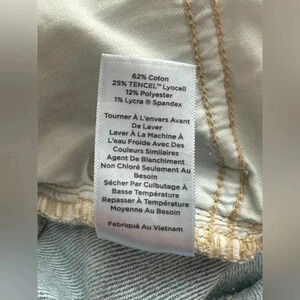 62% Coton
25% TENCEL™ Lyocell
12% Polyester
1% Lycra ® Spandex
Tourner À L'envers Avant
De Laver
Laver À La Machine À
L'eau Froide Avec Des
Couleurs Similaires
Agent De Blanchiment
Non Chloré Seulement Au
Besoin
Sécher Par Culbutage À
Basse Température
Repasser À Température
Moyenne Au Besoin
Fabriqué Au Vietnam